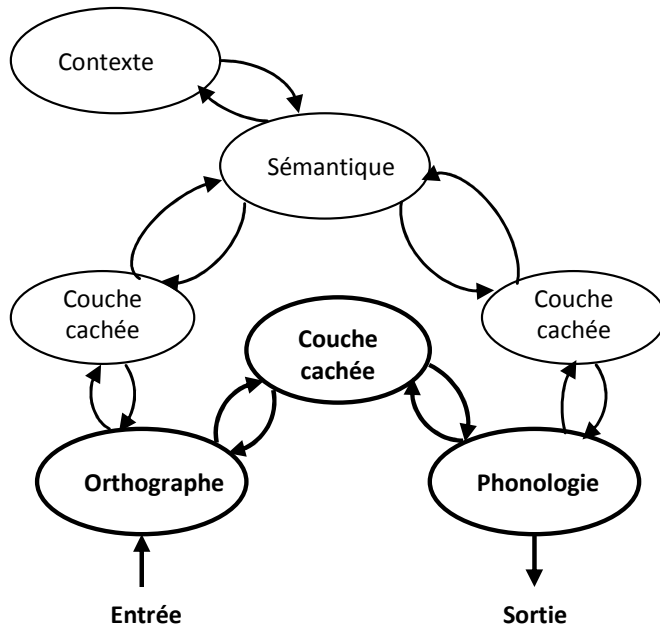 Contexte
Sémantique
Couche
cachée
Couche
cachée
Couche
cachée
Orthographe
Phonologie
Entrée
Sortie